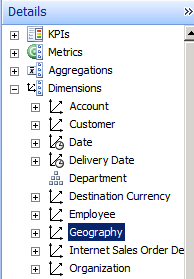 Details »
KPIs
Metrics
Aggregations
Dimensions
Account
Customer
Date
Delivery Date
Department
Destination Currency
Employee
Geography
Internet Sales Order De
Organization